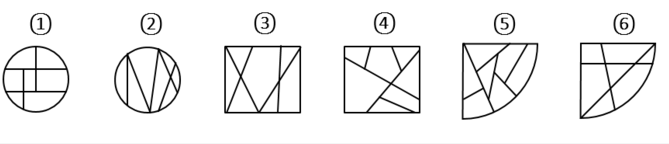 ① ② ③ ④ ⑤ ⑥